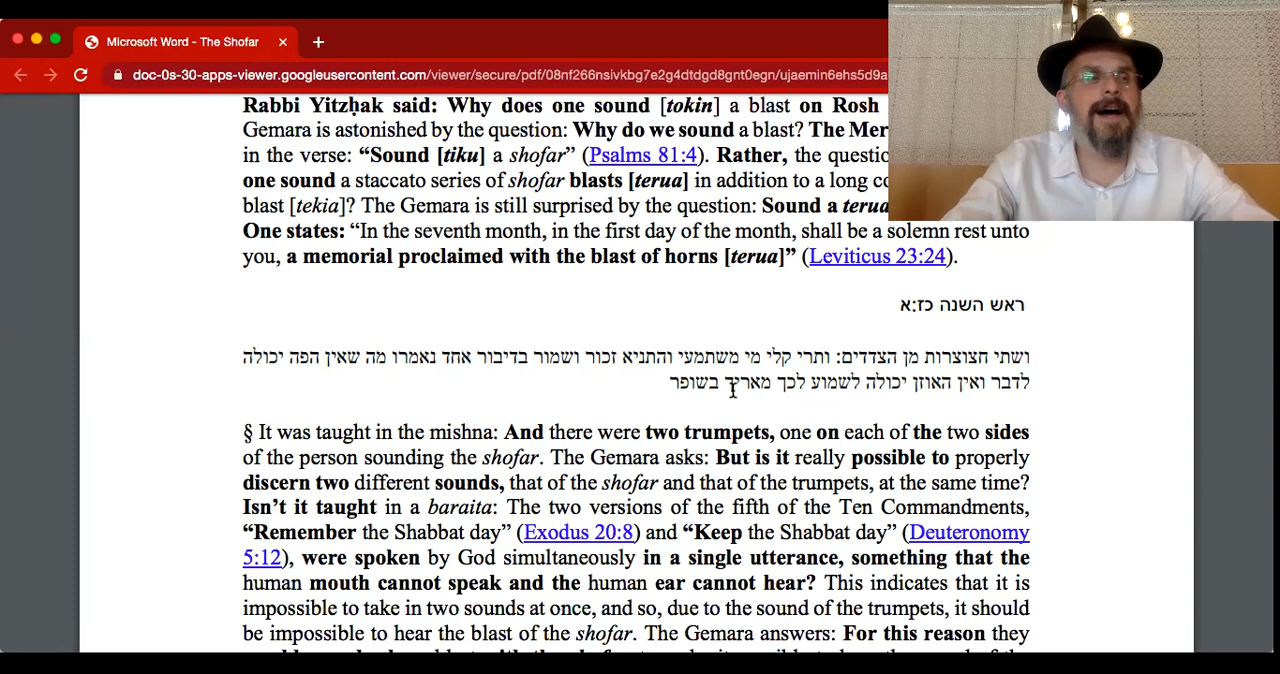 Microsoft Word - The Shofar
doc-0s-30-apps-viewer.googleusercontent.com/viewer/secure/pdf/08nf266nsivkbg7e2g4dtgd8gnt0egn/ujaemin6ehs5d9a
Rabbi Yitzḥak said: Why does one sound [tokin] a blast on Rosh
Gemara is astonished by the question: Why do we sound a blast? The Mer
in the verse: “Sound [tiku] a shofar” (Psalms 81:4). Rather, the questio
one sound a staccato series of shofar blasts [terua] in addition to a long co
blast [tekia]? The Gemara is still surprised by the question: Sound a terua
One states: “In the seventh month, in the first day of the month, shall be a solemn rest unto
you, a memorial proclaimed with the blast of horns [terua]” (Leviticus 23:24).
ראש השנה כז:א
ושתי חצוצרות מן הצדדים: ותרי קלי מי משתמעי והתניא זכור ושמור בדיבור אחד נאמרו מה שאין הפה יכולה
לדבר ואין האוזן יכולה לשמוע לכך מאריך בשופר
§ It was taught in the mishna: And there were two trumpets, one on each of the two sides
of the person sounding the shofar. The Gemara asks: But is it really possible to properly
discern two different sounds, that of the shofar and that of the trumpets, at the same time?
Isn’t it taught in a baraita: The two versions of the fifth of the Ten Commandments,
“Remember the Shabbat day” (Exodus 20:8) and “Keep the Shabbat day” (Deuteronomy
5:12), were spoken by God simultaneously in a single utterance, something that the
human mouth cannot speak and the human ear cannot hear? This indicates that it is
impossible to take in two sounds at once, and so, due to the sound of the trumpets, it should
be impossible to hear the blast of the shofar. The Gemara answers: For this reason they